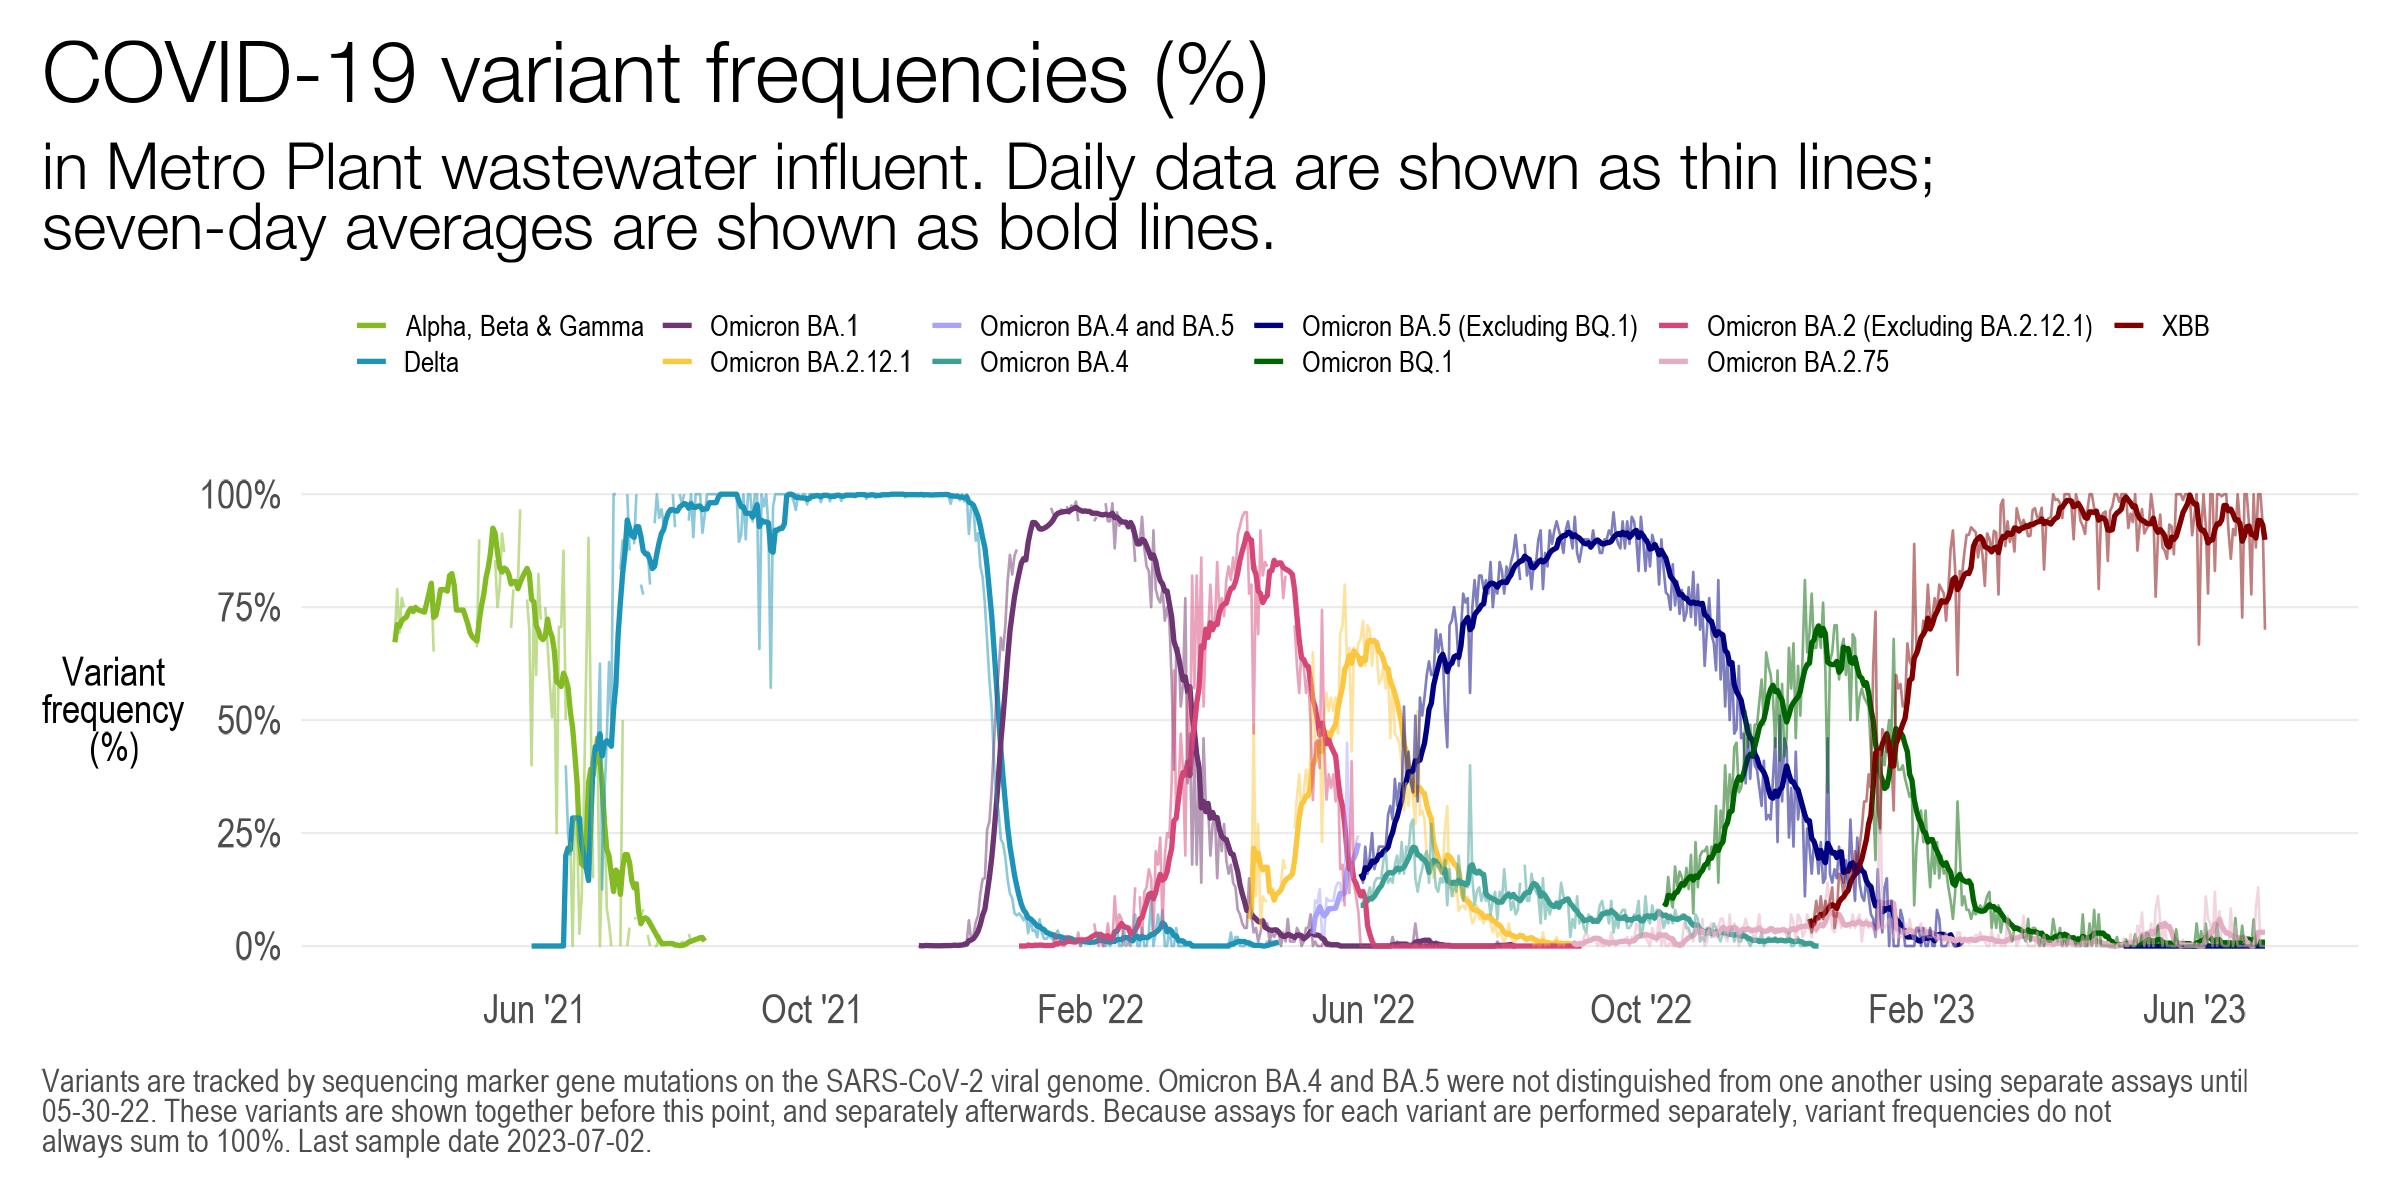 COVID-19 variant frequencies (%)
in Metro Plant wastewater influent. Daily data are shown as thin lines;
seven-day averages are shown as bold lines.
Alpha, Beta & Gamma Omicron BA.1 Omicron BA.4 and BA.5 Omicron BA.5 (Excluding BQ.1) Omicron BA.2 (Excluding BA.2.12.1) XBB
Delta Omicron BA.2.12.1 Omicron BA.4 Omicron BQ.1 Omicron BA.2.75
100%
75%
50%
25%
0%
Variant
frequency
(%)
Jun '21 Oct '21 Feb '22 Jun '22 Oct '22 Feb '23 Jun '23
Variants are tracked by sequencing marker gene mutations on the SARS-CoV-2 viral genome. Omicron BA.4 and BA.5 were not distinguished from one another using separate assays until
05-30-22. These variants are shown together before this point, and separately afterwards. Because assays for each variant are performed separately, variant frequencies do not
always sum to 100%. Last sample date 2023-07-02.